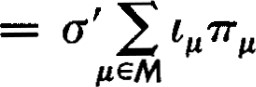 = σ′ ∑ ι_μ π_μ
μ∈M